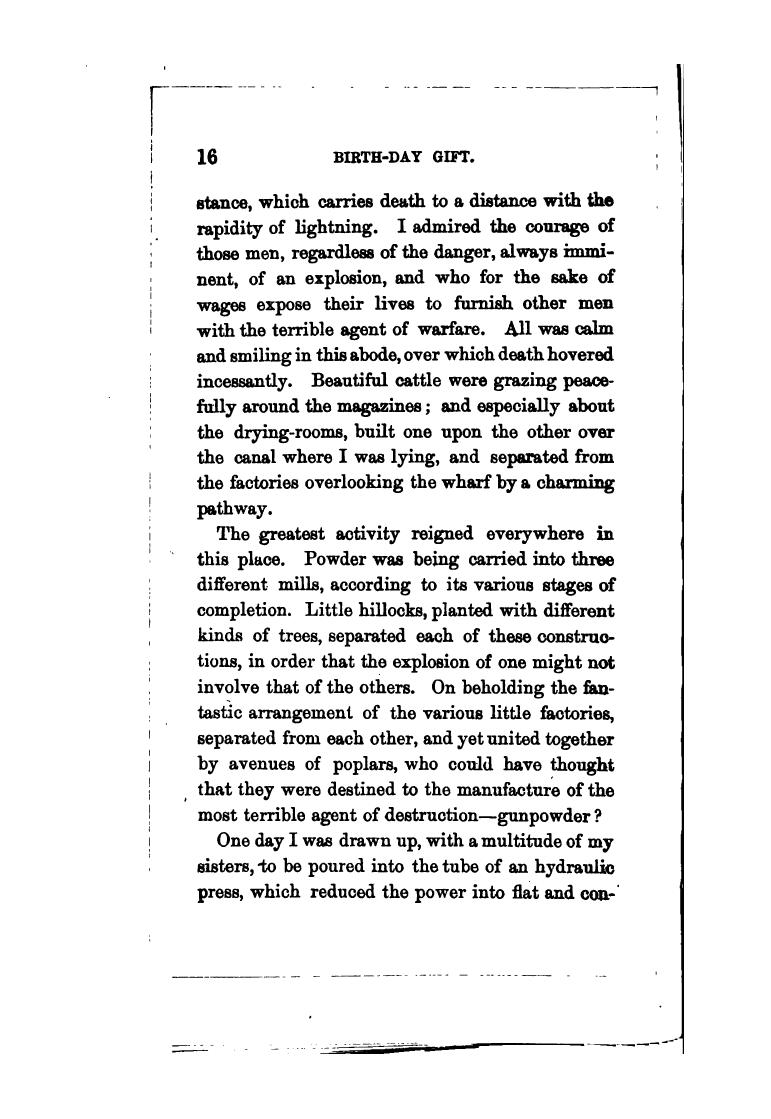 16 BIRTH-DAY GIFT.
stance, which carries death to a distance with the
rapidity of lightning. I admired the courage of
those men, regardless of the danger, always immi-
nent, of an explosion, and who for the sake of
wages expose their lives to furnish other men
with the terrible agent of warfare. All was calm
and smiling in this abode, over which death hovered
incessantly. Beautiful cattle were grazing peace-
fully around the magazines; and especially about
the drying-rooms, built one upon the other over
the canal where I was lying, and separated from
the factories overlooking the wharf by a charming
pathway.
The greatest activity reigned everywhere in
this place. Powder was being carried into three
different mills, according to its various stages of
completion. Little hillocks, planted with different
kinds of trees, separated each of these construc-
tions, in order that the explosion of one might not
involve that of the others. On beholding the fan-
tastic arrangement of the various little factories,
separated from each other, and yet united together
by avenues of poplars, who could have thought
that they were destined to the manufacture of the
most terrible agent of destruction—gunpowder?
One day I was drawn up, with a multitude of my
sisters, to be poured into the tube of an hydraulic
press, which reduced the power into flat and con-